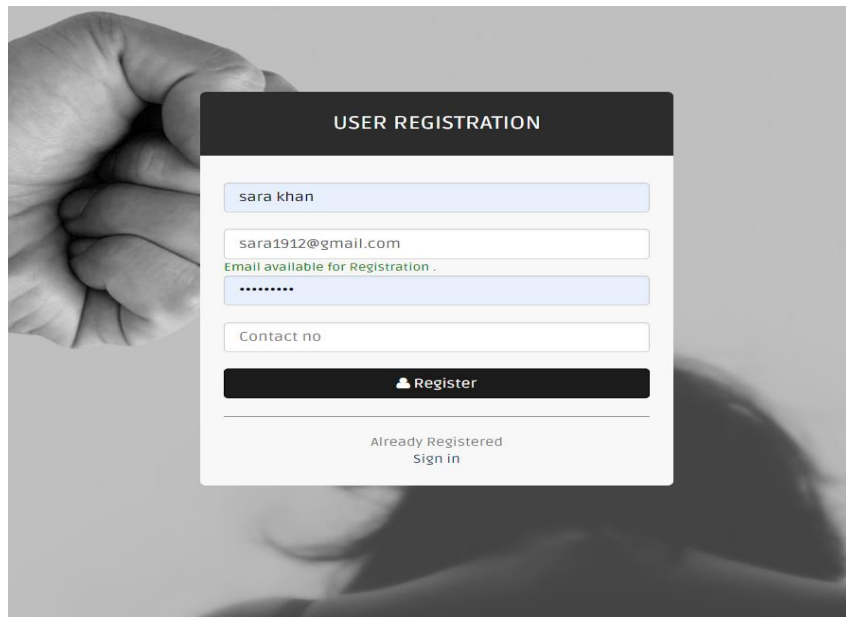 USER REGISTRATION
sara khan
sara1912@gmail.com
Email available for Registration .
•••••••••
Contact no
Register
Already Registered
Sign in